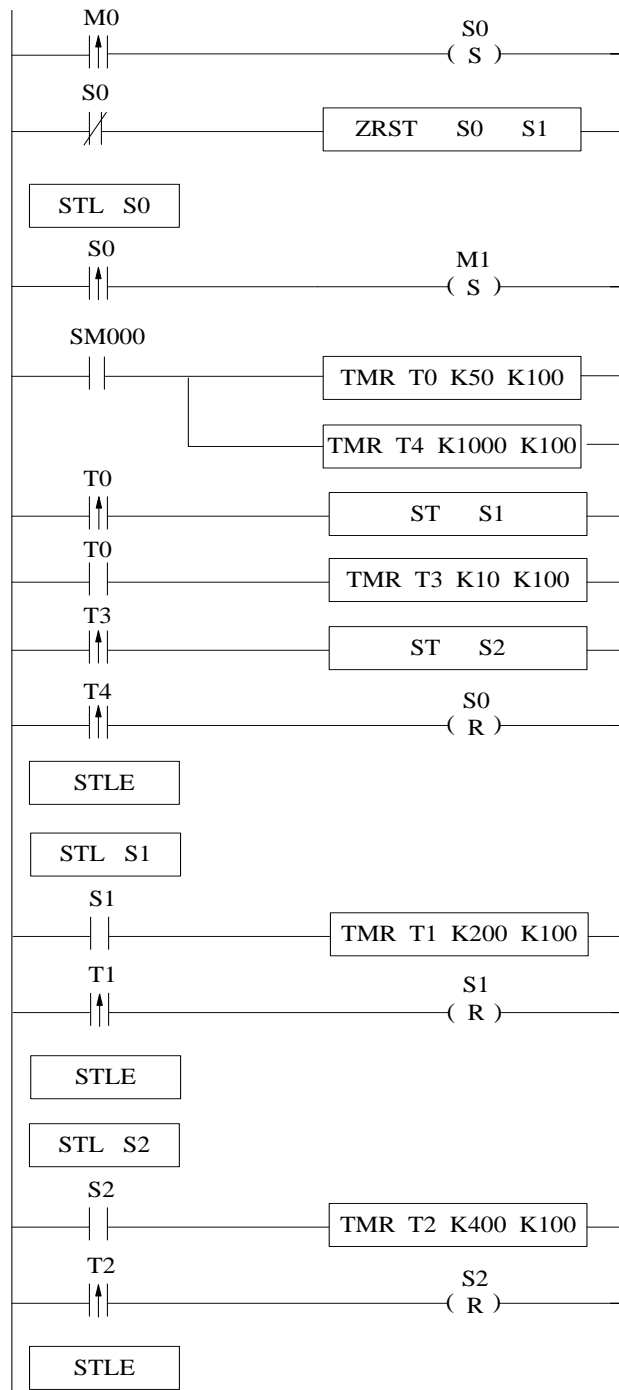 M0 S0
( S )
S0
ZRST S0 S1
STL S0
S0 M1
( S )
SM000
TMR T0 K50 K100
TMR T4 K1000 K100
T0
ST S1
T0
TMR T3 K10 K100
T3
ST S2
T4 S0
( R )
STLE
STL S1
S1
TMR T1 K200 K100
T1 S1
( R )
STLE
STL S2
S2
TMR T2 K400 K100
T2 S2
( R )
STLE